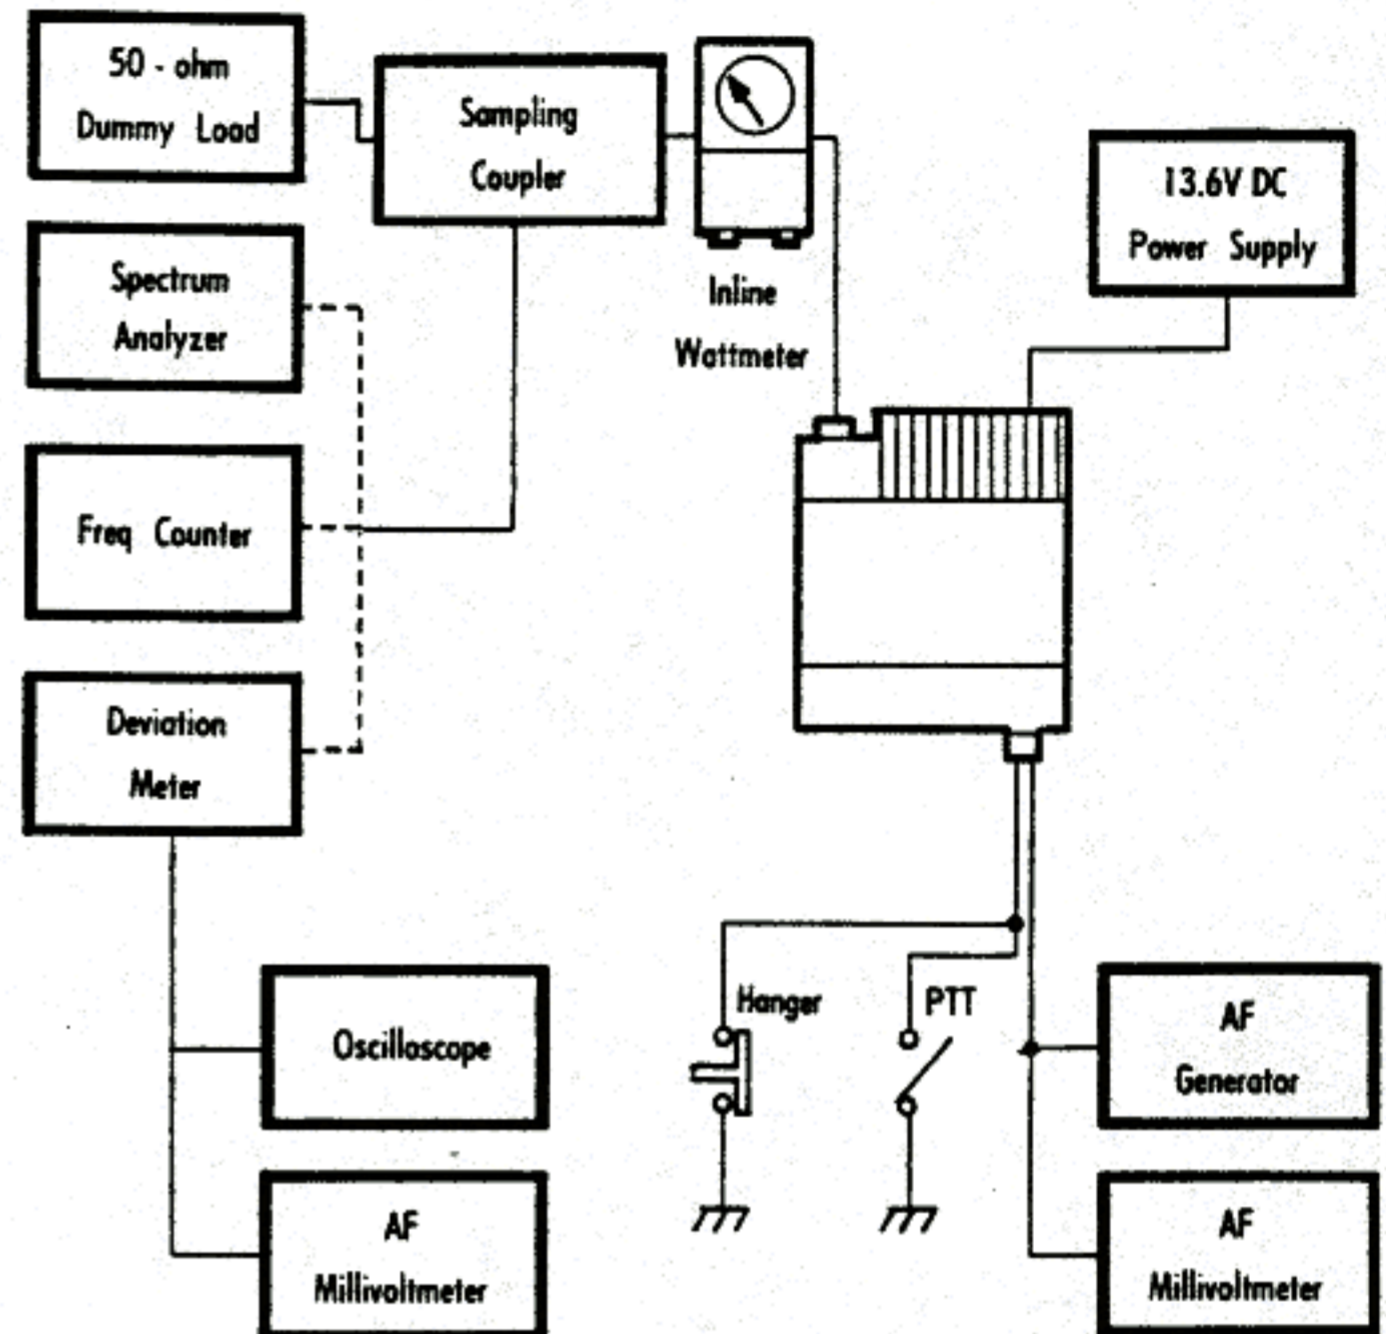 50 - ohm
Dummy Load
Sampling
Coupler
Inline
Wattmeter
13.6V DC
Power Supply
Spectrum
Analyzer
Freq Counter
Deviation
Meter
Oscilloscope
AF
Millivoltmeter
Hanger
PTT
AF
Generator
AF
Millivoltmeter